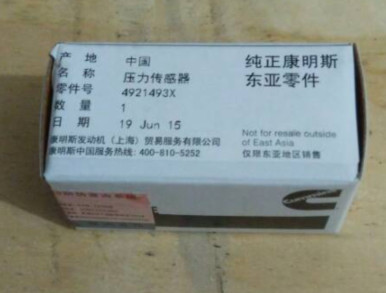 产 地 中国
名 称 压力传感器
零件号 4921493X
数 量 1
日 期 19 Jun 15
康明斯发动机（上海）贸易服务有限公司
康明斯中国服务热线: 400-810-5252
纯正康明斯
东亚零件
Not for resale outside
of East Asia
仅限东亚地区销售